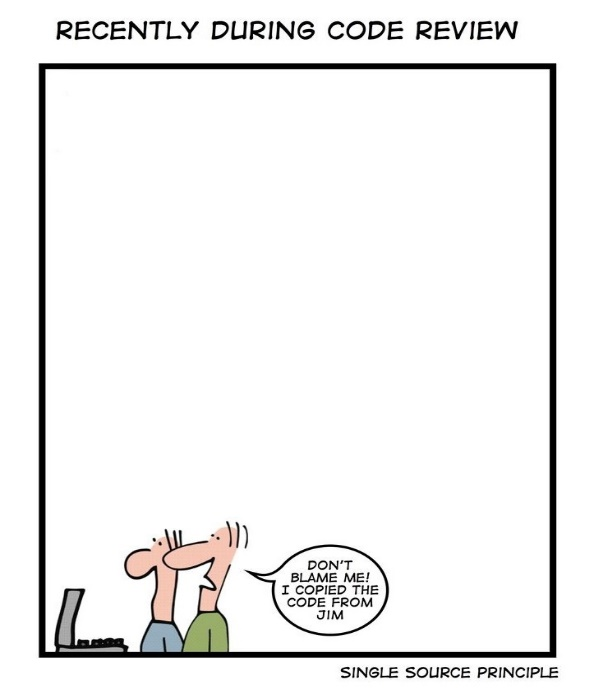 RECENTLY DURING CODE REVIEW
DON'T
BLAME ME!
I COPIED THE
CODE FROM
JIM
SINGLE SOURCE PRINCIPLE